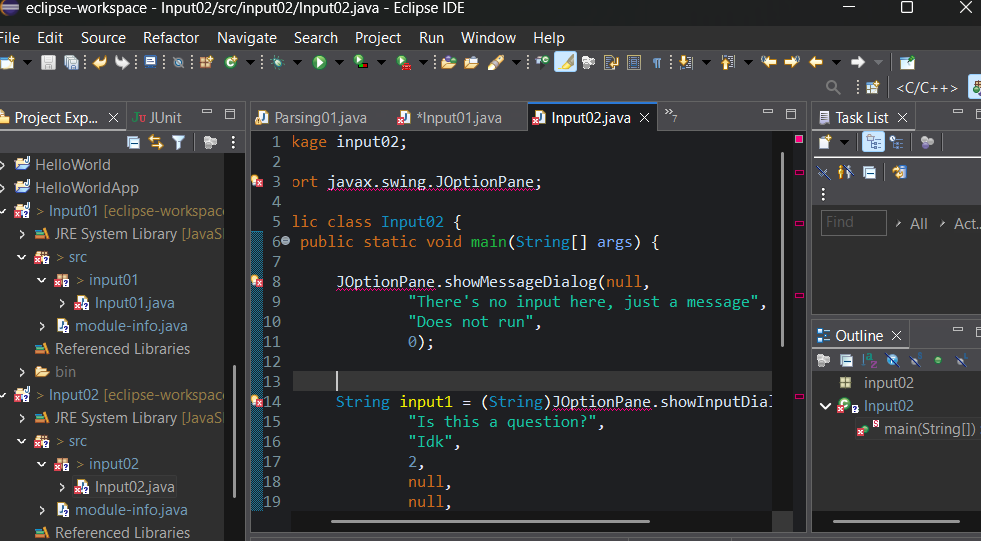 eclipse-workspace - Input02/src/input02/Input02.java - Eclipse IDE
File Edit Source Refactor Navigate Search Project Run Window Help
<C/C++>
Project Exp... JUnit
HelloWorld
HelloWorldApp
> Input01 [eclipse-workspac
JRE System Library [JavaS
> src
> input01
Input01.java
module-info.java
Referenced Libraries
bin
> Input02 [eclipse-workspac
JRE System Library [JavaS
> src
> input02
Input02.java
module-info.java
Referenced Libraries
Parsing01.java *Input01.java Input02.java »7
1 kage input02;
2
3 ort javax.swing.JOptionPane;
4
5 lic class Input02 {
6 public static void main(String[] args) {
7
8 JOptionPane.showMessageDialog(null,
9 "There's no input here, just a message",
10 "Does not run",
11 0);
12
13
14 String input1 = (String)JOptionPane.showInputDial
15 "Is this a question?",
16 "Idk",
17 2,
18 null,
19 null,
Task List
Find All Act...
Outline
input02
Input02
main(String[])